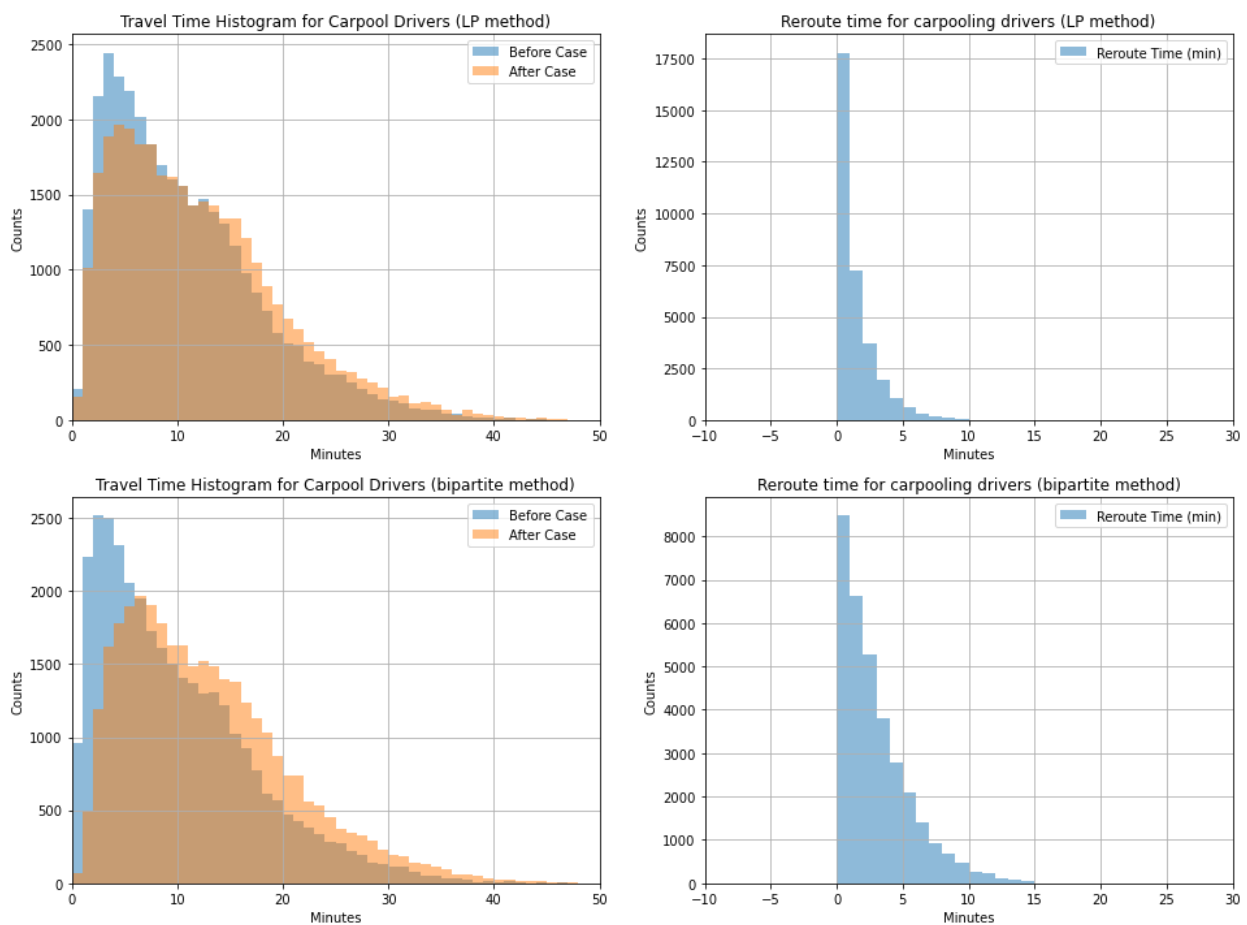 Travel Time Histogram for Carpool Drivers (LP method)
Before Case
After Case
2500
2000
1500
1000
500
0
Counts
0 10 20 30 40 50
Minutes
Reroute time for carpooling drivers (LP method)
Reroute Time (min)
17500
15000
12500
10000
7500
5000
2500
0
Counts
−10 −5 0 5 10 15 20 25 30
Minutes
Travel Time Histogram for Carpool Drivers (bipartite method)
Before Case
After Case
2500
2000
1500
1000
500
0
Counts
0 10 20 30 40 50
Minutes
Reroute time for carpooling drivers (bipartite method)
Reroute Time (min)
8000
7000
6000
5000
4000
3000
2000
1000
0
Counts
−10 −5 0 5 10 15 20 25 30
Minutes